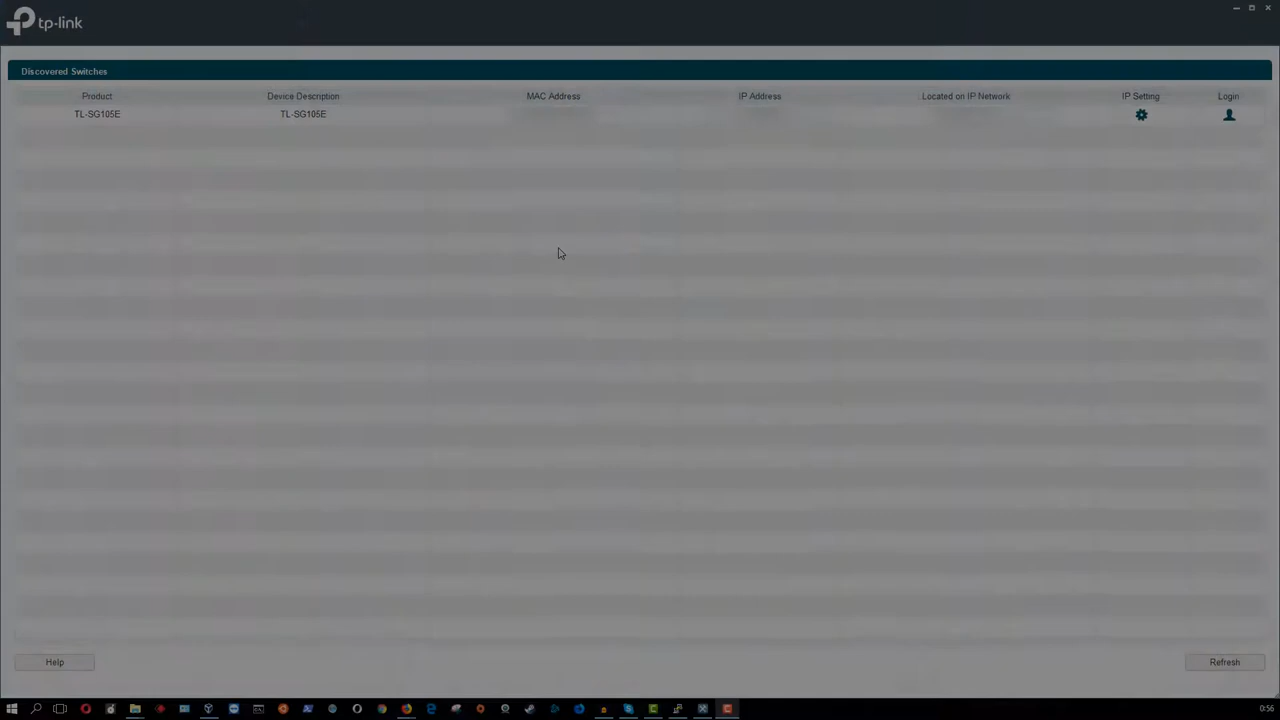 tp-link
Discovered Switches
Product Device Description MAC Address IP Address Located on IP Network IP Setting Login
TL-SG105E TL-SG105E
Help Refresh
0:56